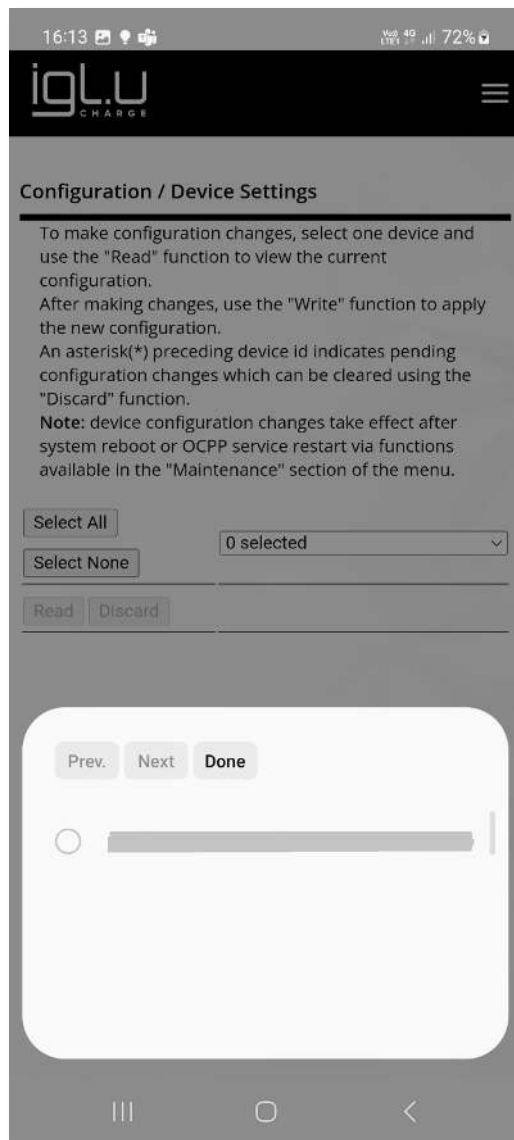 16:13
Vo)) 4G
LTE1
72%
igl.u
CHARGE
Configuration / Device Settings
To make configuration changes, select one device and
use the "Read" function to view the current
configuration.
After making changes, use the "Write" function to apply
the new configuration.
An asterisk(*) preceding device id indicates pending
configuration changes which can be cleared using the
"Discard" function.
Note: device configuration changes take effect after
system reboot or OCPP service restart via functions
available in the "Maintenance" section of the menu.
Select All
0 selected
Select None
Read Discard
Prev. Next Done